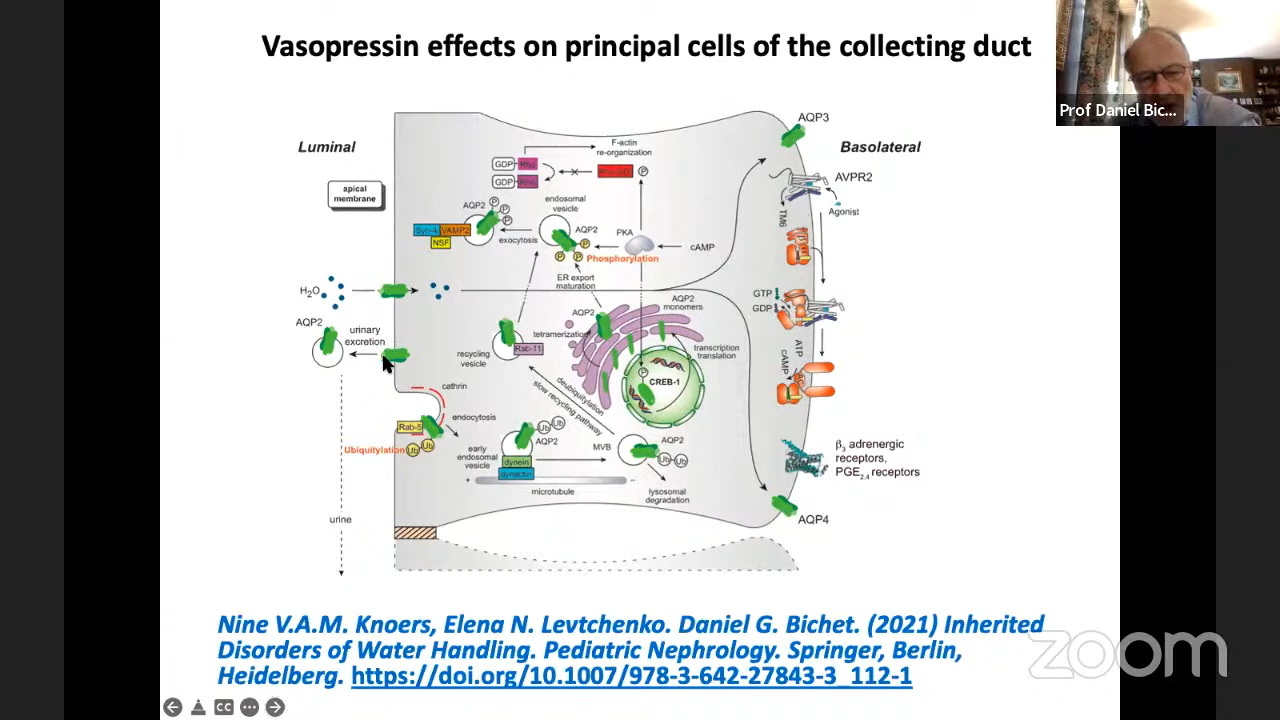 Vasopressin effects on principal cells of the collecting duct
Prof Daniel Bic...
Luminal
Basolateral
apical
membrane
AQP3
AVPR2
Agonist
TM6
GDP
Rho
GDP
Rho
F-actin
re-organization
P
endosomal
vesicle
AQP2
P
P
P
Syn-4
VAMP2
NSF
exocytosis
AQP2
P
P
P
PKA
cAMP
Phosphorylation
ER export
maturation
H₂O
AQP2
urinary
excretion
AQP2
tetramerization
AQP2
monomers
GTP
GDP
recycling
vesicle
Rab-11
transcription
translation
P
CREB-1
ATP
cAMP
AC
cathrin
deubiquitylation
slow recycling pathway
Rab-5
endocytosis
Ubiquitylation
Ub
Ub
early
endosomal
vesicle
Ub
Ub
AQP2
dynein
dynactin
MVB
AQP2
Ub
Ub
+
−
microtubule
lysosomal
degradation
β₃ adrenergic
receptors,
PGE₂,₄ receptors
AQP4
urine
Nine V.A.M. Knoers, Elena N. Levtchenko. Daniel G. Bichet. (2021) Inherited
Disorders of Water Handling. Pediatric Nephrology. Springer, Berlin,
Heidelberg. https://doi.org/10.1007/978-3-642-27843-3_112-1
zoom
CC